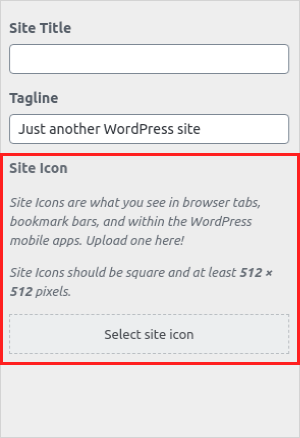 Site Title
Tagline
Just another WordPress site
Site Icon
Site Icons are what you see in browser tabs,
bookmark bars, and within the WordPress
mobile apps. Upload one here!
Site Icons should be square and at least 512 ×
512 pixels.
Select site icon